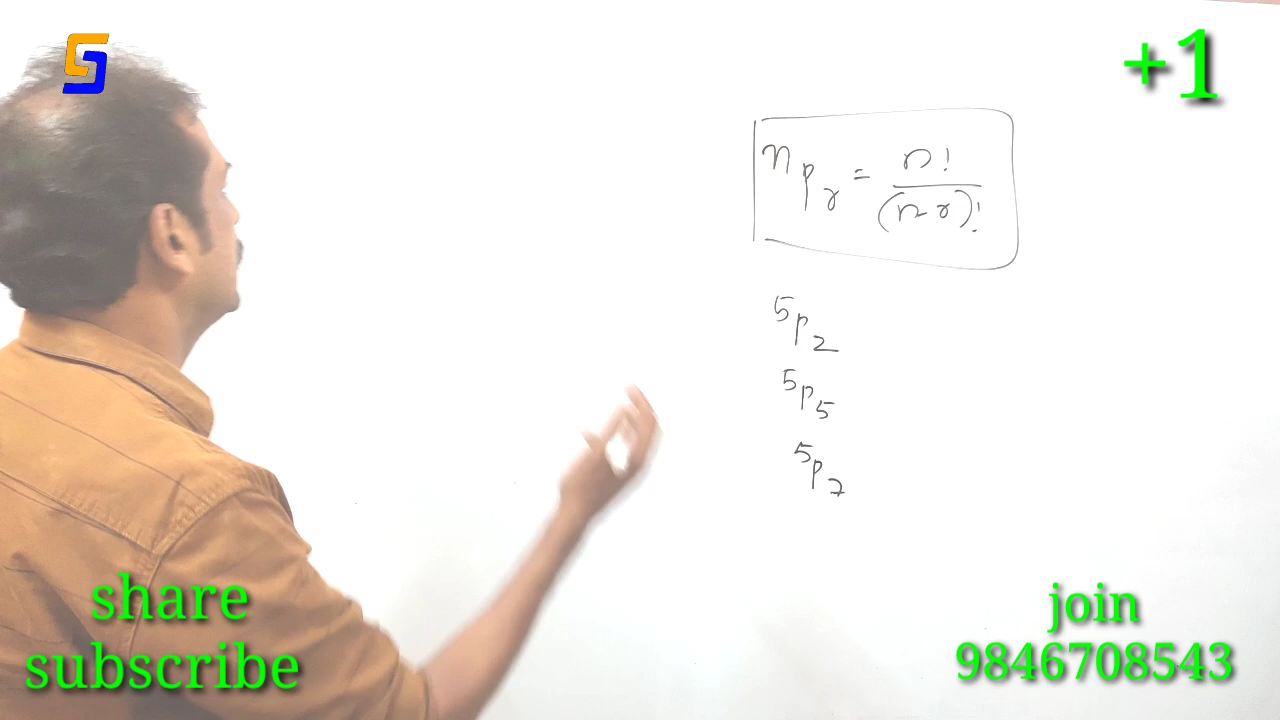 +1
nPr = n!/(n-r)!
5P2
5P5
5P7
share
subscribe
join
9846708543